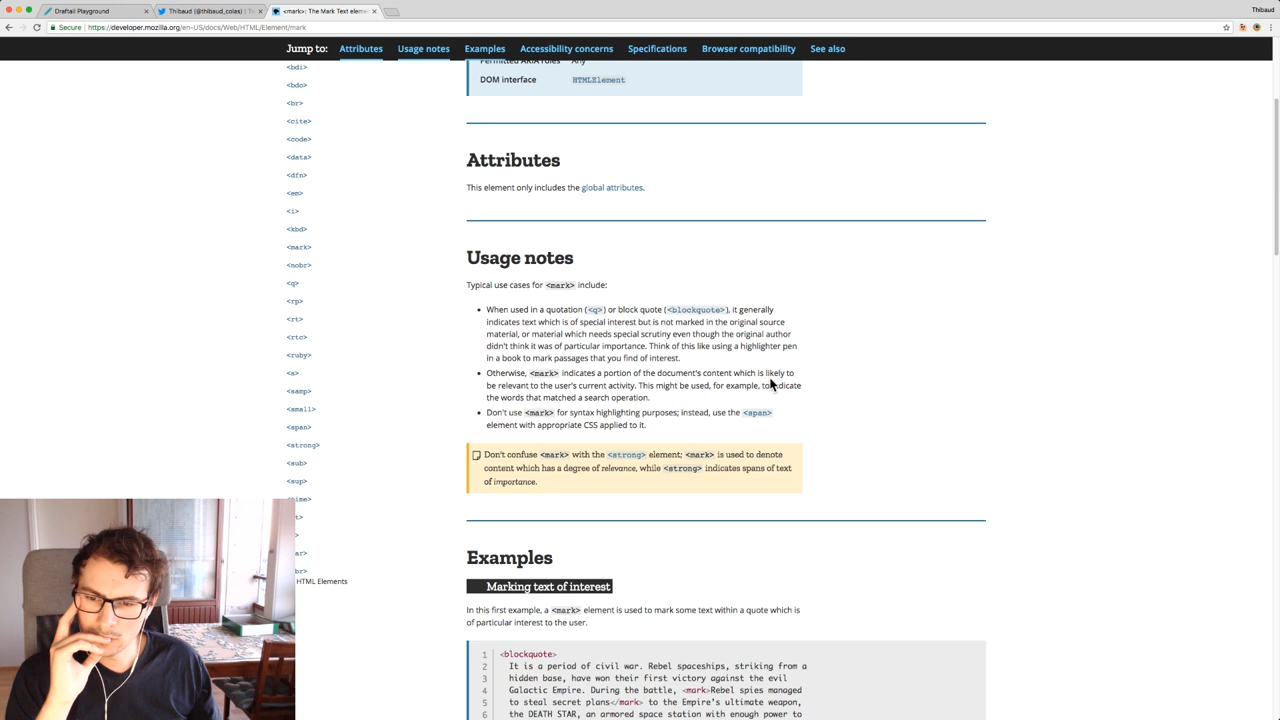 Draftail Playground
Thibaud (@thibaud_colas) | Tw
<mark>: The Mark Text eleme
Thibaud
Secure
https://developer.mozilla.org/en-US/docs/Web/HTML/Element/mark
Jump to: Attributes Usage notes Examples Accessibility concerns Specifications Browser compatibility See also
<bdi>
<bdo>
<br>
<cite>
<code>
<data>
<dfn>
<em>
<i>
<kbd>
<mark>
<nobr>
<q>
<rp>
<rt>
<rtc>
<ruby>
<s>
<samp>
<small>
<span>
<strong>
<sub>
<sup>
HTML Elements
Permitted ARIA roles Any
DOM interface HTMLElement
Attributes
This element only includes the global attributes.
Usage notes
Typical use cases for <mark> include:
When used in a quotation (<q>) or block quote (<blockquote>), it generally
indicates text which is of special interest but is not marked in the original source
material, or material which needs special scrutiny even though the original author
didn't think it was of particular importance. Think of this like using a highlighter pen
in a book to mark passages that you find of interest.
Otherwise, <mark> indicates a portion of the document's content which is likely to
be relevant to the user's current activity. This might be used, for example, to indicate
the words that matched a search operation.
Don't use <mark> for syntax highlighting purposes; instead, use the <span>
element with appropriate CSS applied to it.
Don't confuse <mark> with the <strong> element; <mark> is used to denote
content which has a degree of relevance, while <strong> indicates spans of text
of importance.
Examples
Marking text of interest
In this first example, a <mark> element is used to mark some text within a quote which is
of particular interest to the user.
1 <blockquote>
2 It is a period of civil war. Rebel spaceships, striking from a
3 hidden base, have won their first victory against the evil
4 Galactic Empire. During the battle, <mark>Rebel spies managed
5 to steal secret plans</mark> to the Empire's ultimate weapon,
6 the DEATH STAR, an armored space station with enough power to